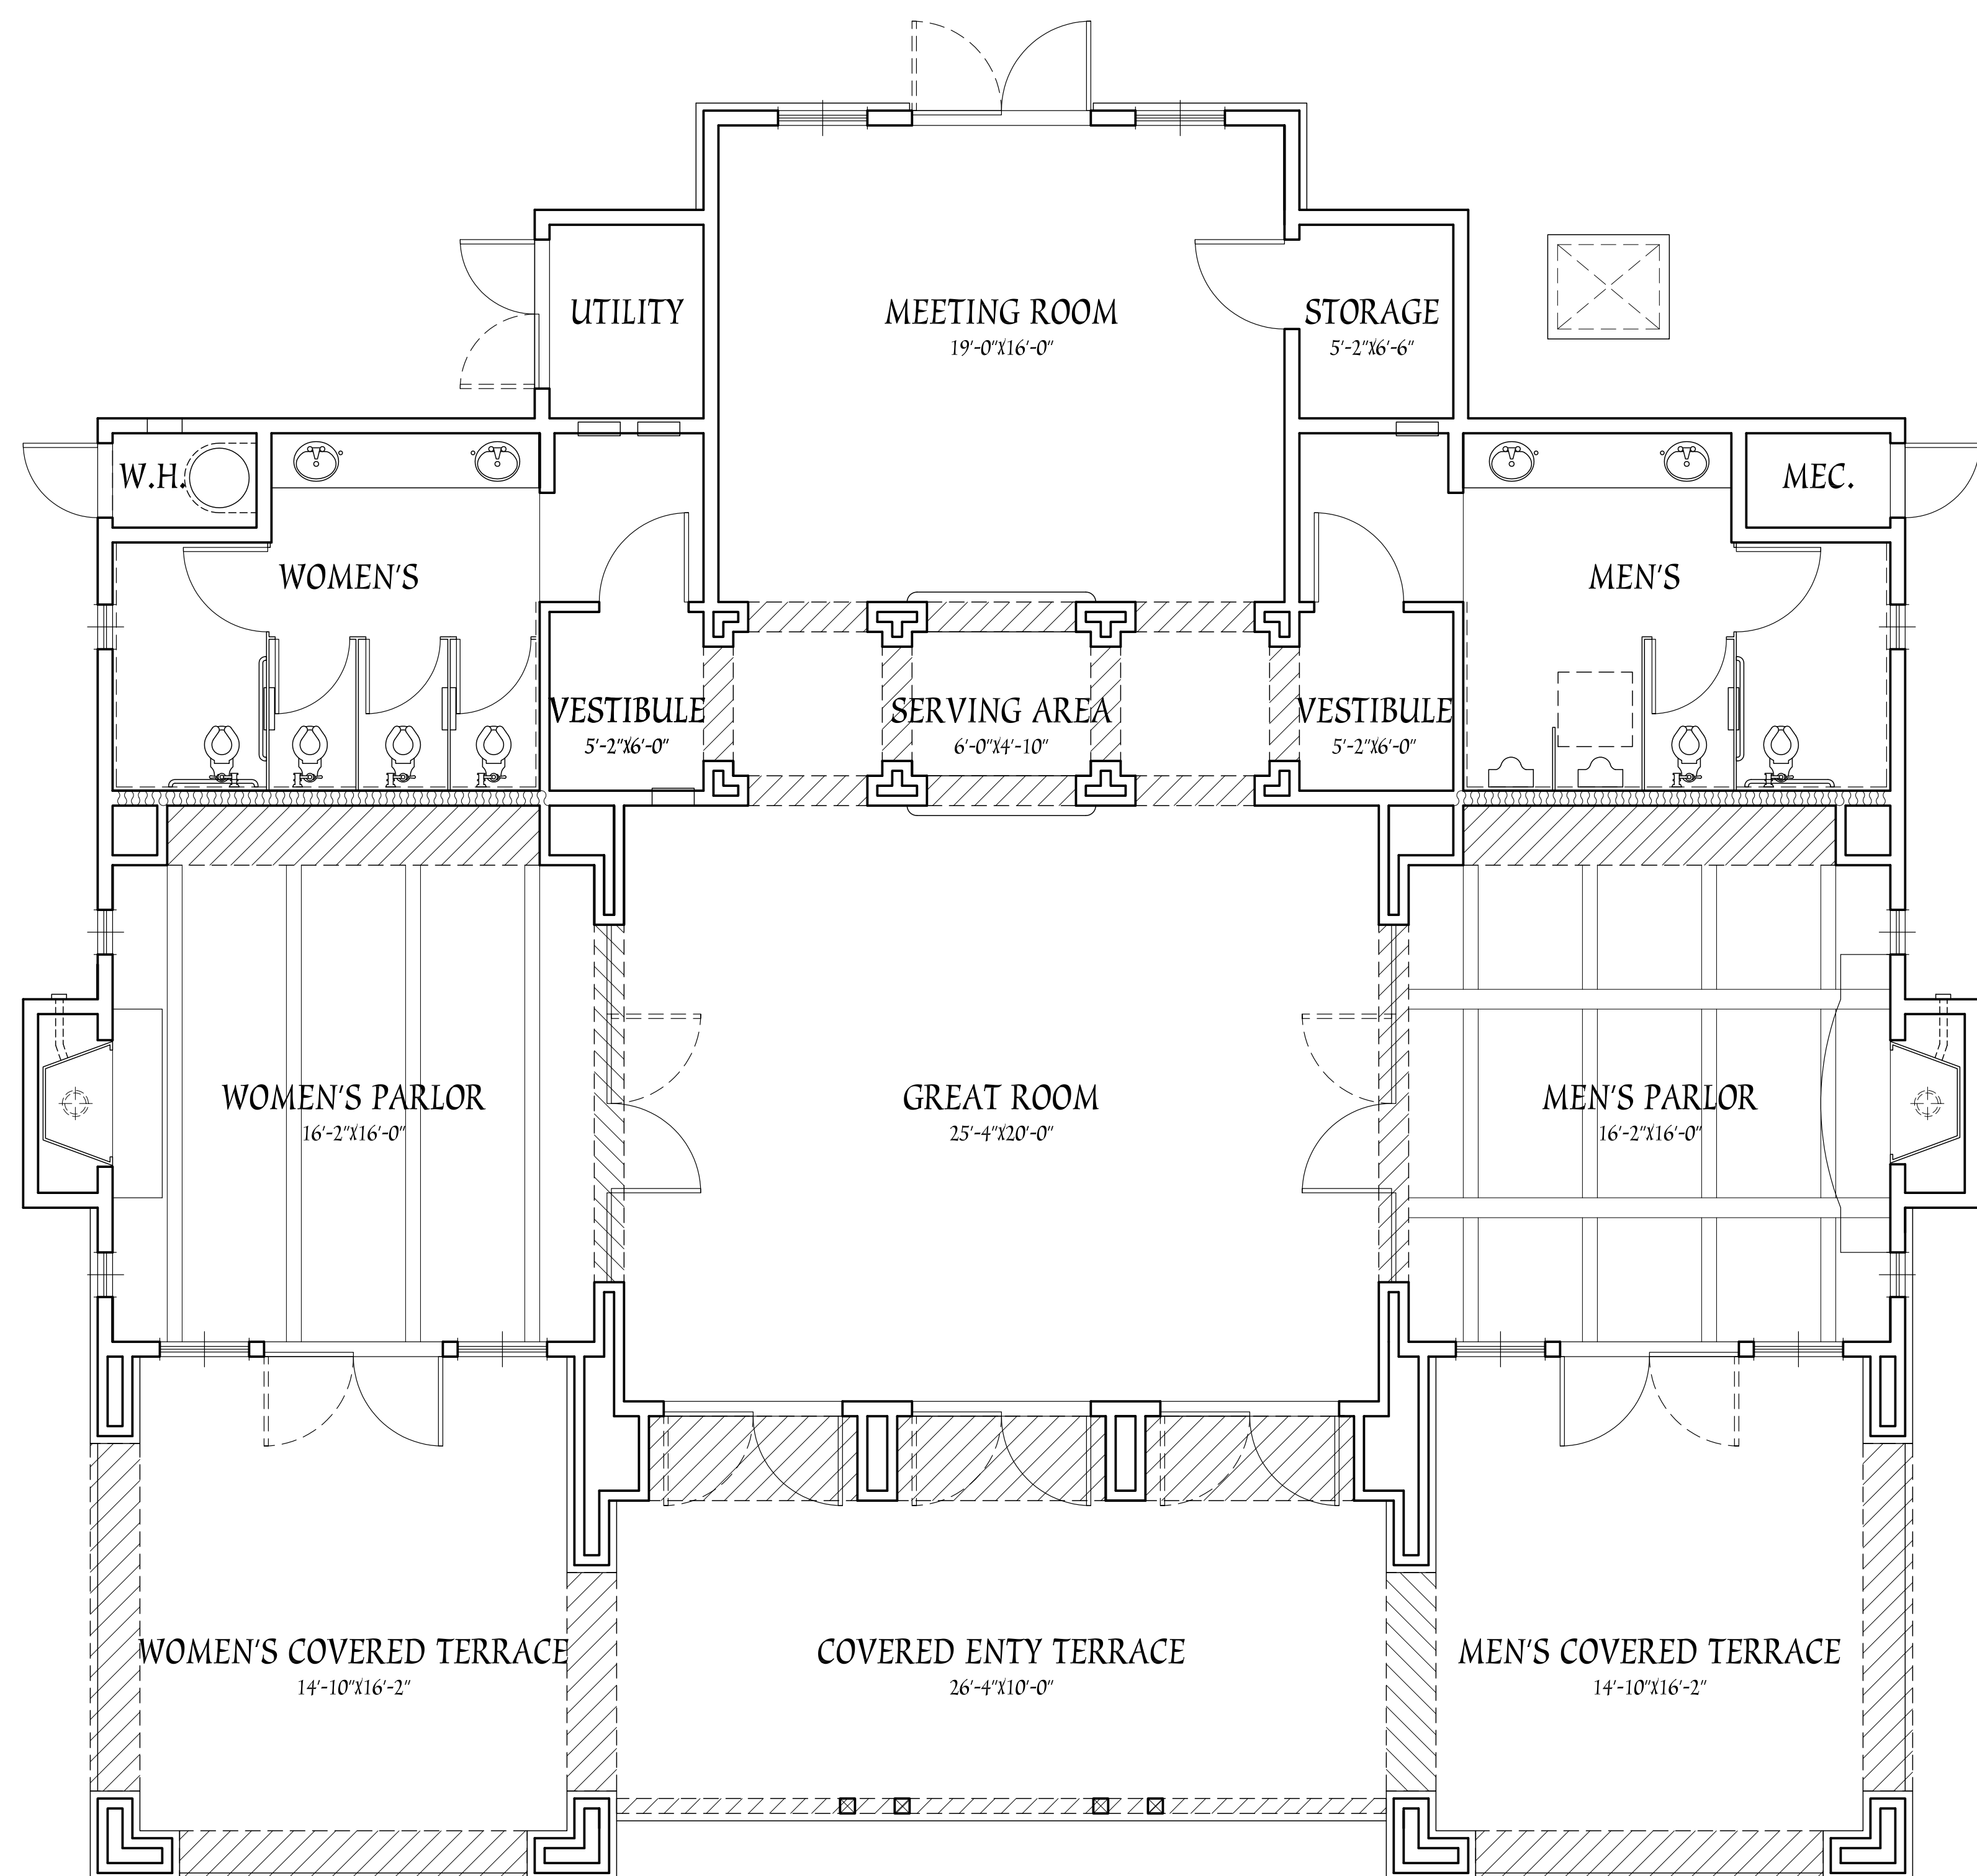 UTILITY
MEETING ROOM
19'-0"X16'-0"
STORAGE
5'-2"X6'-6"
W.H.
MEC.
WOMEN'S
MEN'S
VESTIBULE
5'-2"X6'-0"
SERVING AREA
6'-0"X4'-10"
VESTIBULE
5'-2"X6'-0"
WOMEN'S PARLOR
16'-2"X16'-0"
GREAT ROOM
25'-4"X20'-0"
MEN'S PARLOR
16'-2"X16'-0"
WOMEN'S COVERED TERRACE
14'-10"X16'-2"
COVERED ENTY TERRACE
26'-4"X10'-0"
MEN'S COVERED TERRACE
14'-10"X16'-2"